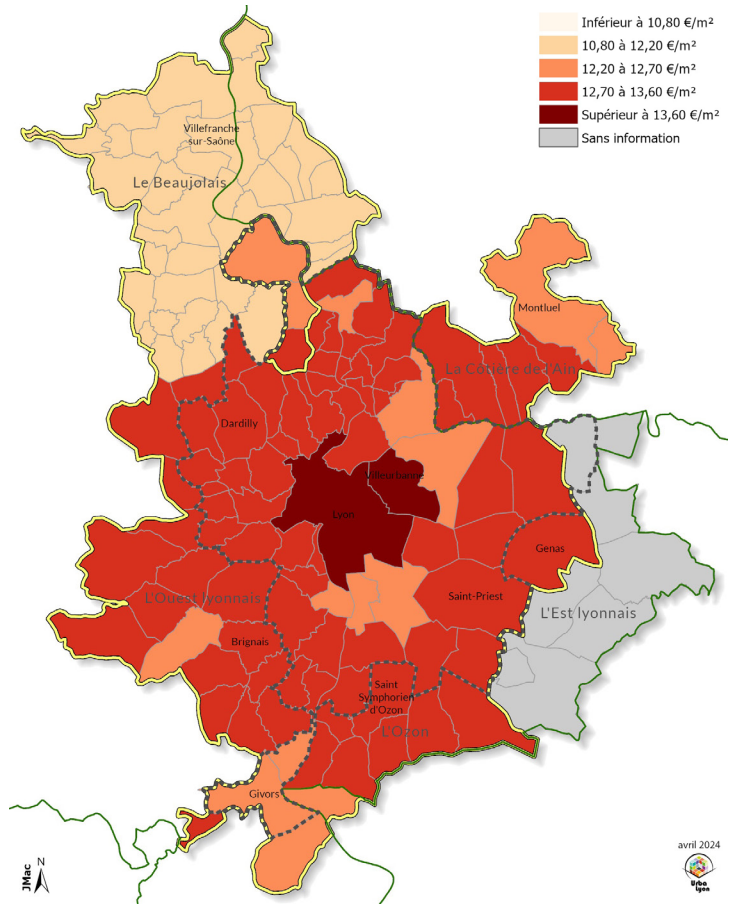 Inférieur à 10,80 €/m²
10,80 à 12,20 €/m²
12,20 à 12,70 €/m²
12,70 à 13,60 €/m²
Supérieur à 13,60 €/m²
Sans information
Villefranche
sur-Saône
Le Beaujolais
Montluel
La Côtière de l'Ain
Dardilly
Villeurbanne
Lyon
Genas
L'Ouest lyonnais
Saint-Priest
L'Est lyonnais
Brignais
Saint
Symphorien
d'Ozon
L'Ozon
Givors
avril 2024
JMac
N
Urba
Lyon